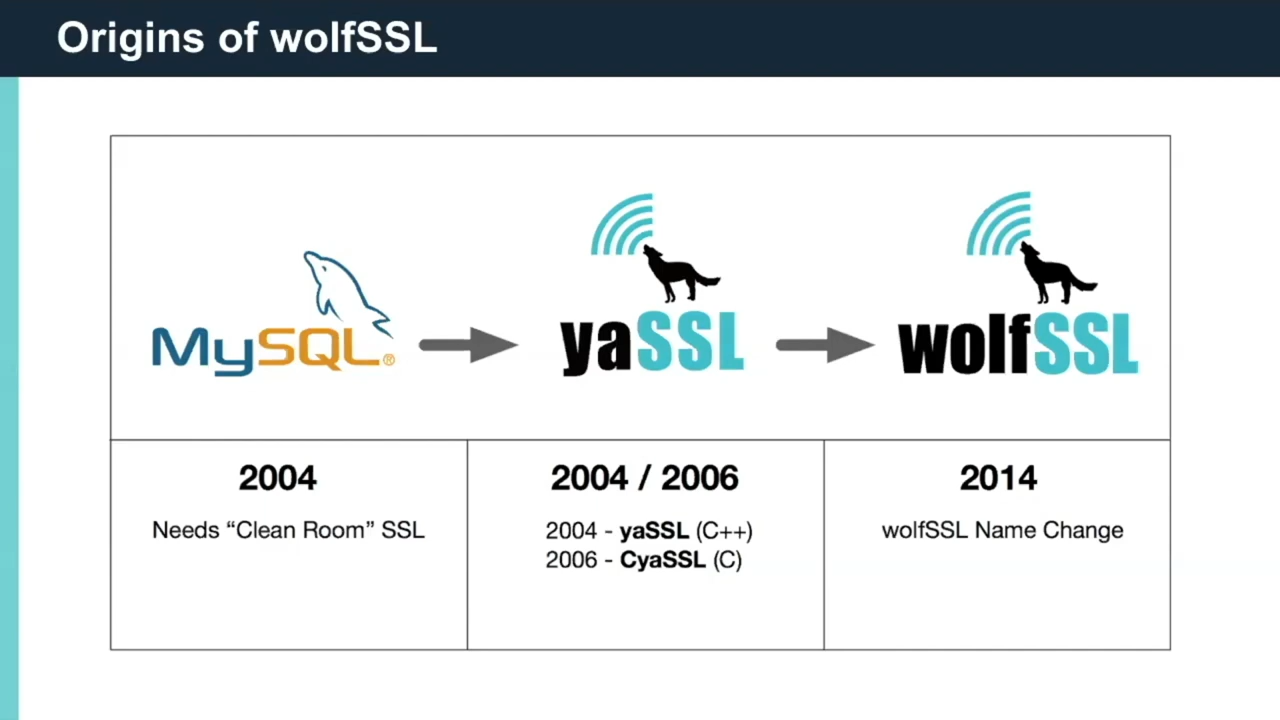 Origins of wolfSSL
MySQL®
yaSSL
wolfSSL
2004
Needs “Clean Room” SSL
2004 / 2006
2004 - yaSSL (C++)
2006 - CyaSSL (C)
2014
wolfSSL Name Change